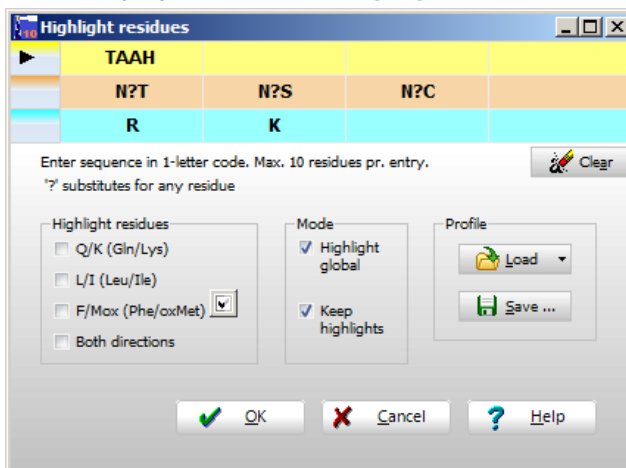 Highlight residues
TAAH
N?T N?S N?C
R K
Enter sequence in 1-letter code. Max. 10 residues pr. entry.
'?' substitutes for any residue
Clear
Highlight residues
Q/K (Gln/Lys)
L/I (Leu/Ile)
F/Mox (Phe/oxMet)
Both directions
Mode
Highlight
global
Keep
highlights
Profile
Load
Save ...
OK Cancel Help